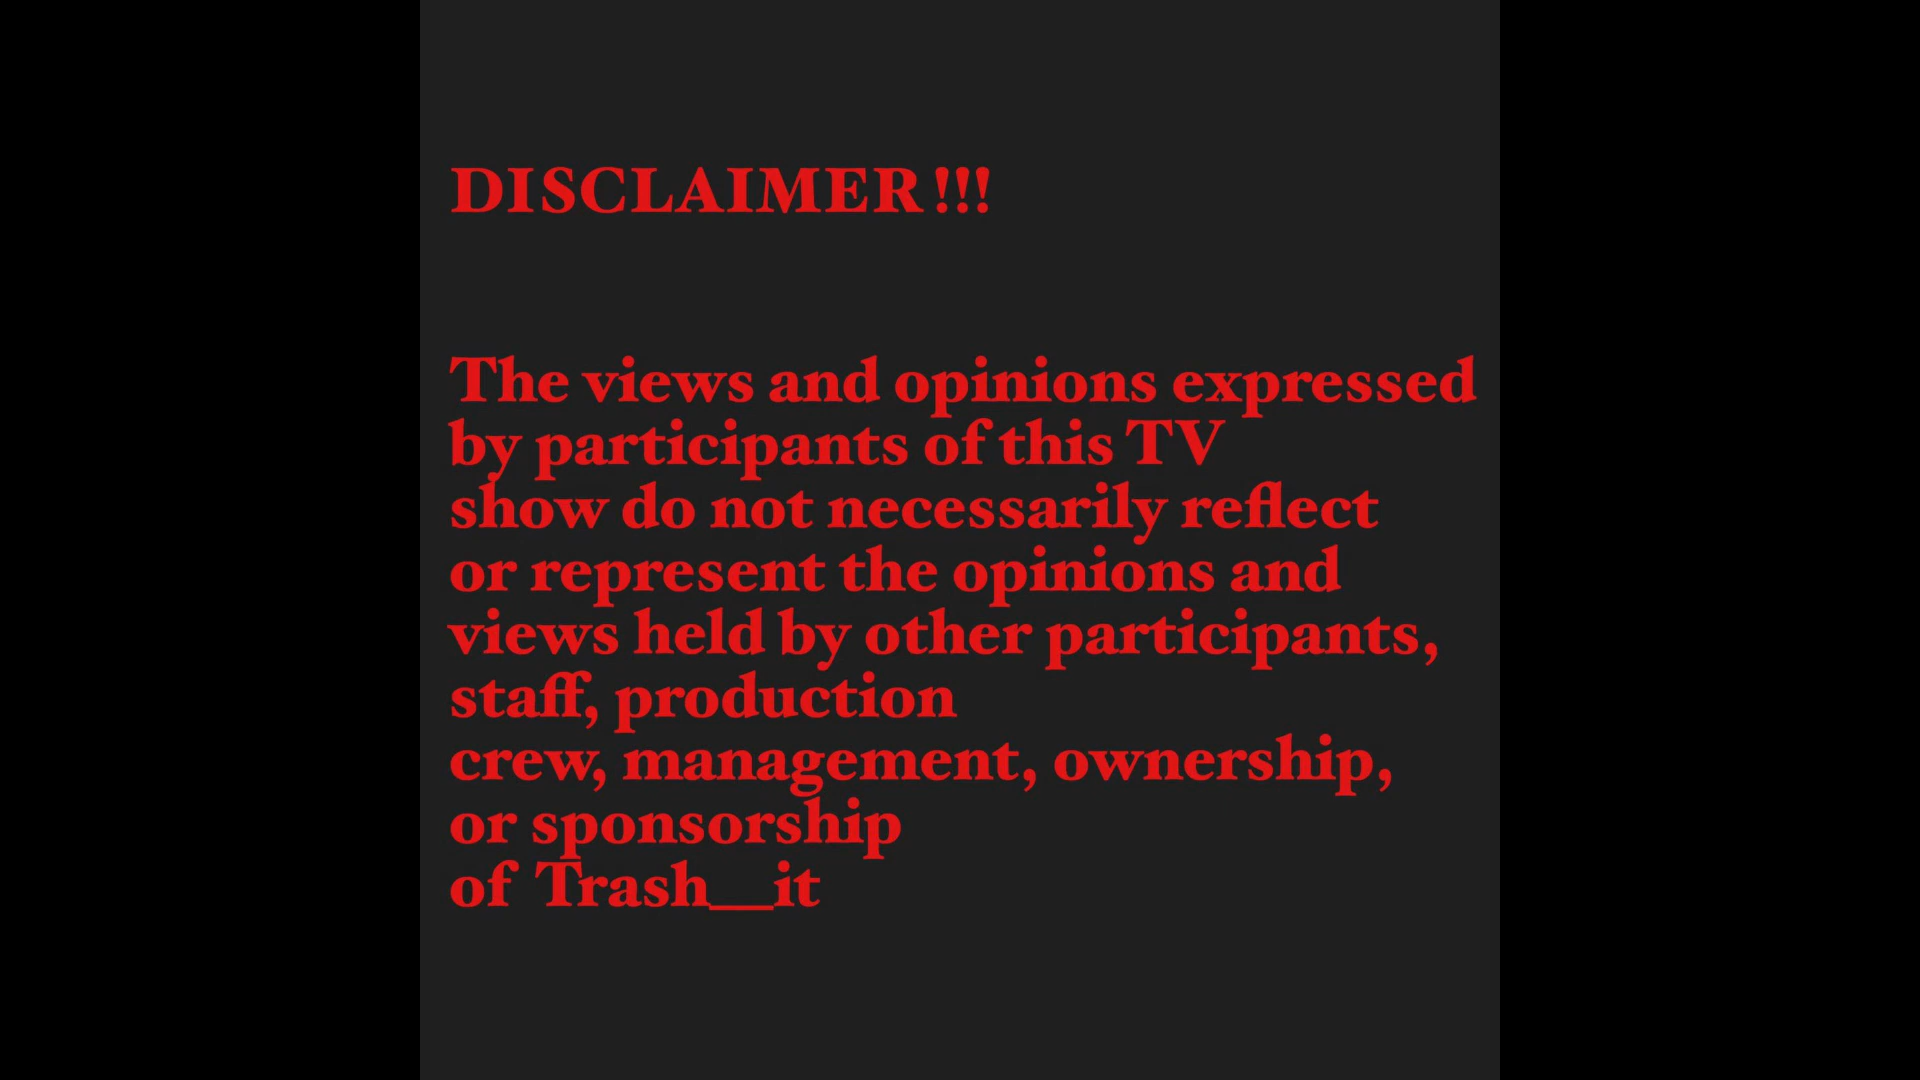 DISCLAIMER!!!
The views and opinions expressed
by participants of this TV
show do not necessarily reflect
or represent the opinions and
views held by other participants,
staff, production
crew, management, ownership,
or sponsorship
of Trash__it